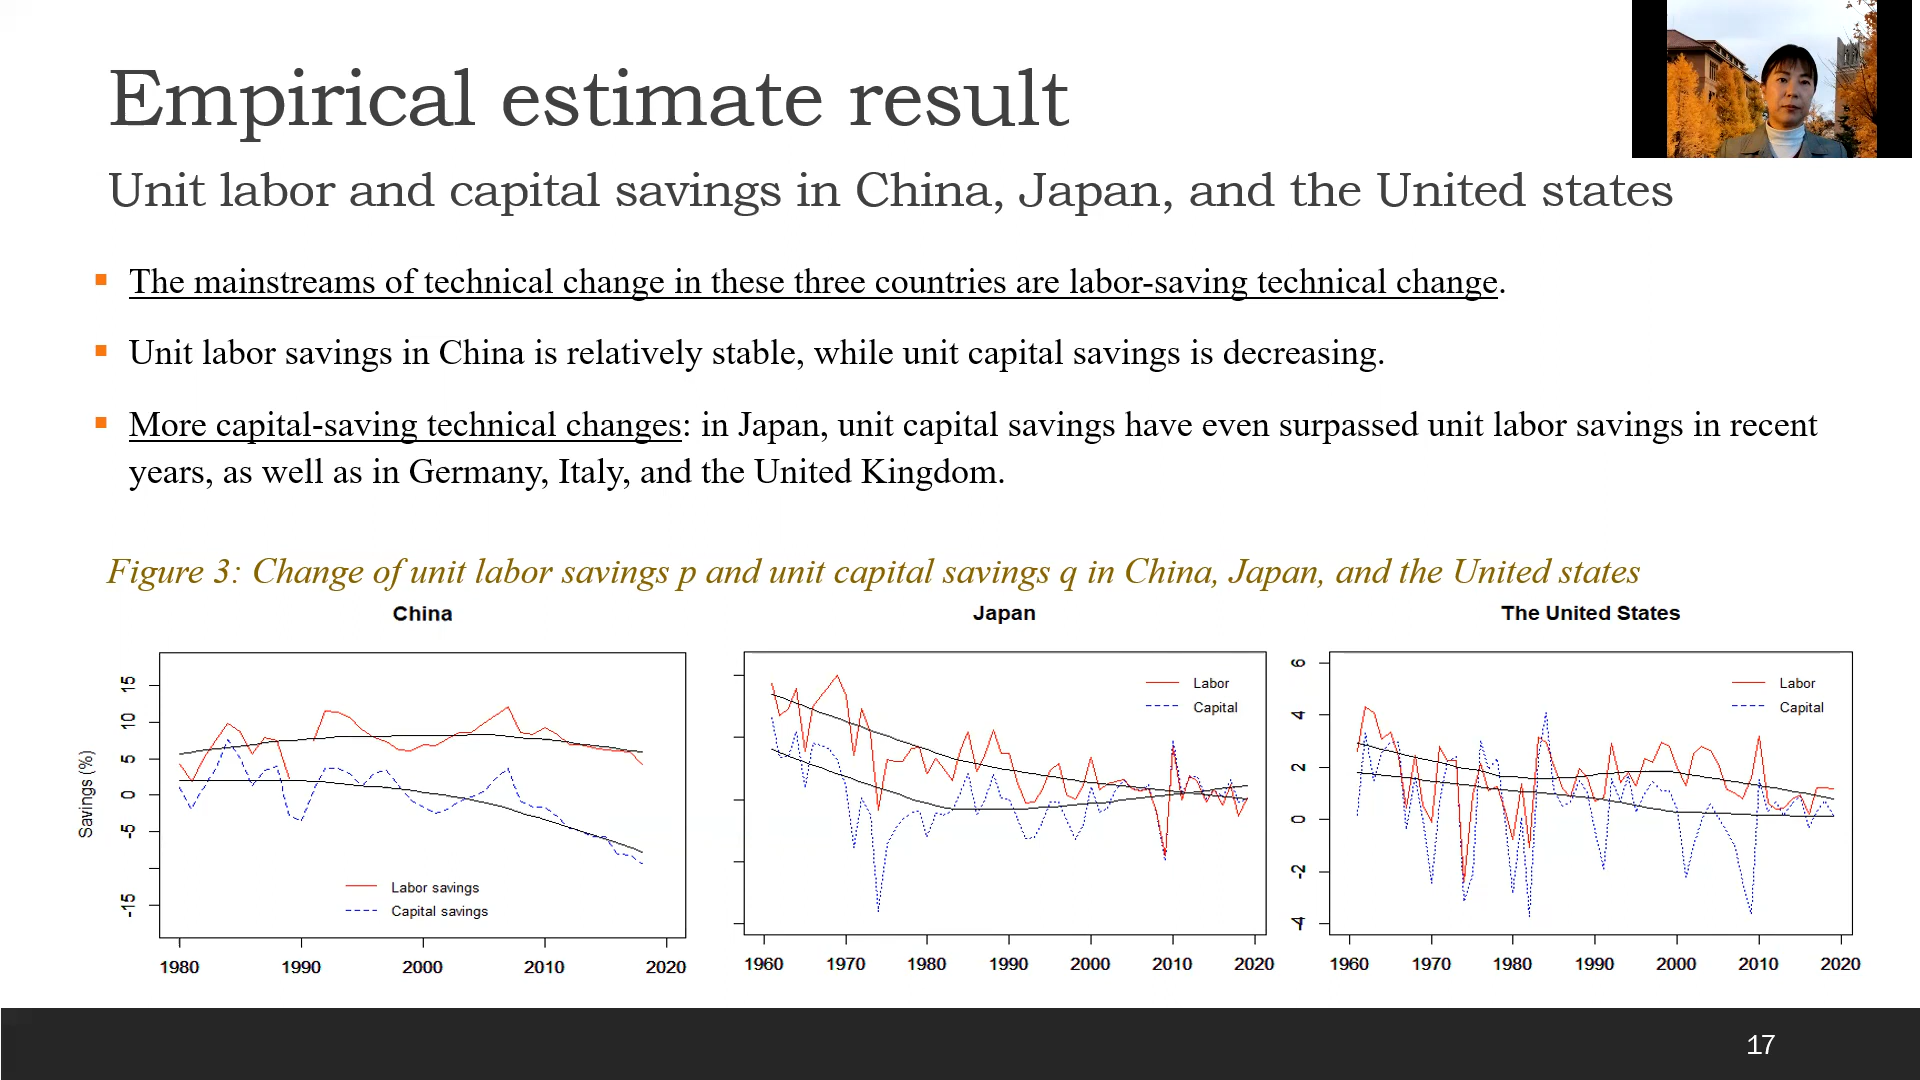 Empirical estimate result
Unit labor and capital savings in China, Japan, and the United states
The mainstreams of technical change in these three countries are labor-saving technical change.
Unit labor savings in China is relatively stable, while unit capital savings is decreasing.
More capital-saving technical changes: in Japan, unit capital savings have even surpassed unit labor savings in recent
years, as well as in Germany, Italy, and the United Kingdom.
Figure 3: Change of unit labor savings p and unit capital savings q in China, Japan, and the United states
China
Savings (%)
15
10
5
0
-5
-15
Labor savings
Capital savings
1980 1990 2000 2010 2020
Japan
Labor
Capital
1960 1970 1980 1990 2000 2010 2020
The United States
6
4
2
0
-2
-4
Labor
Capital
1960 1970 1980 1990 2000 2010 2020
17